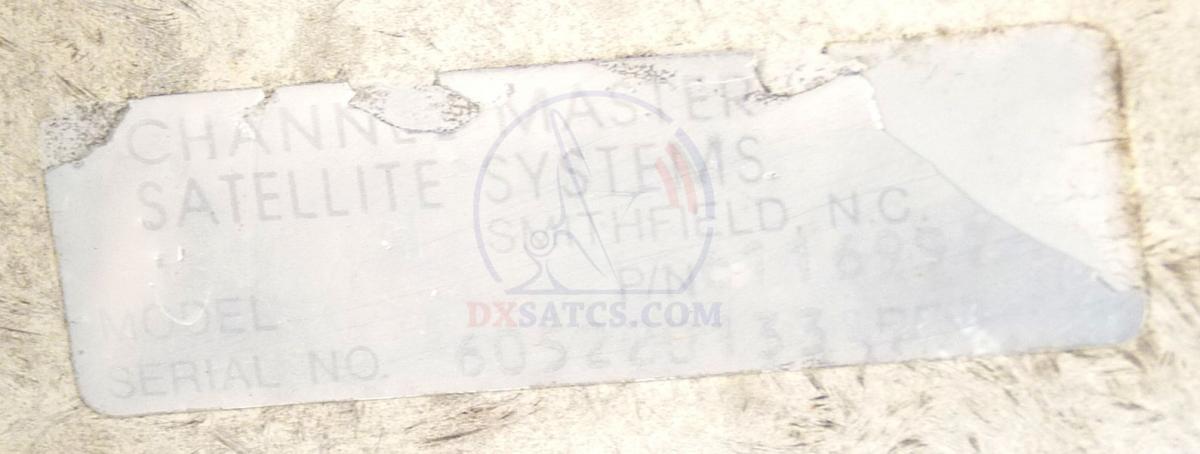 CHANNEL MASTER
SATELLITE SYSTEMS
SMITHFIELD, N.C.
P/N
MODEL
SERIAL NO.
DXSATCS.COM